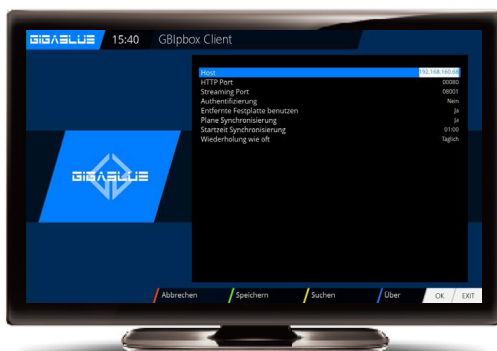 GIGABLUE 15:40 GBIpbox Client
Host 192.168.160.68
HTTP Port 00080
Streaming Port 08001
Authentifizierung Nein
Entfernte Festplatte benutzen Ja
Plane Synchronisierung Ja
Startzeit Synchronisierung 01:00
Wiederholung wie oft Täglich
GIGABLUE
Abbrechen Speichern Suchen Über OK EXIT